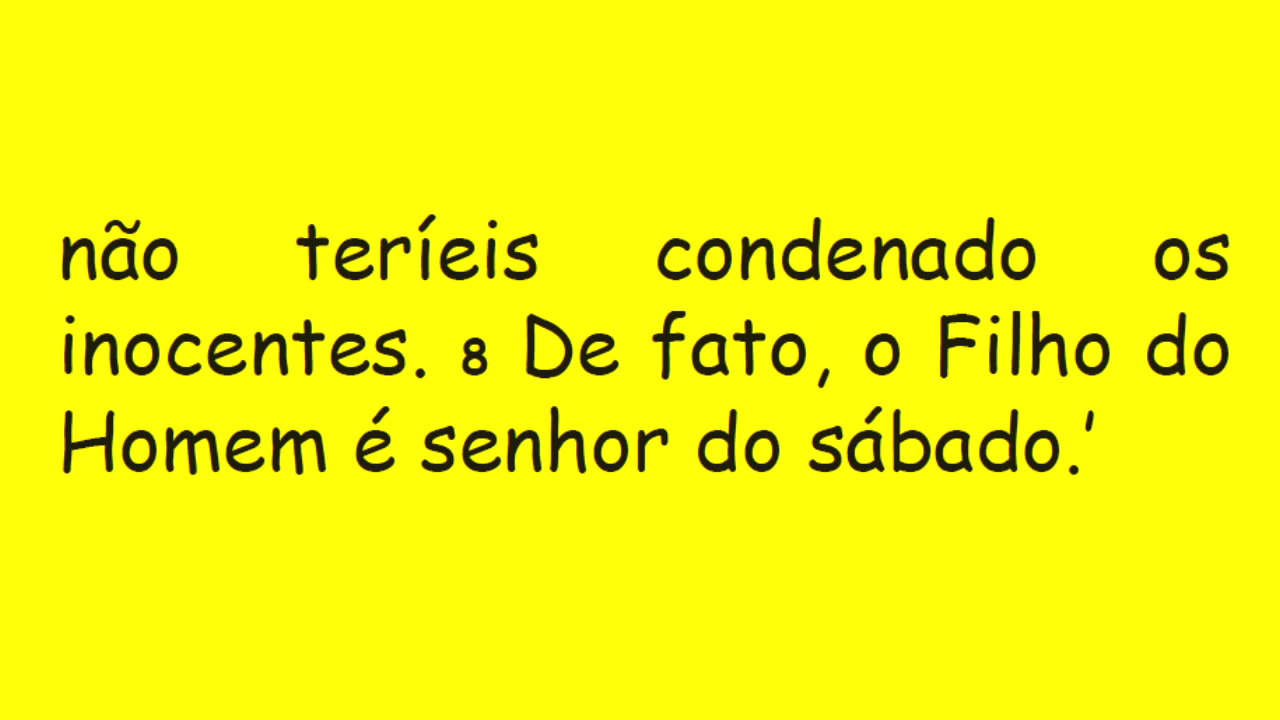 não teríeis condenado os
inocentes. 8 De fato, o Filho do
Homem é senhor do sábado.’